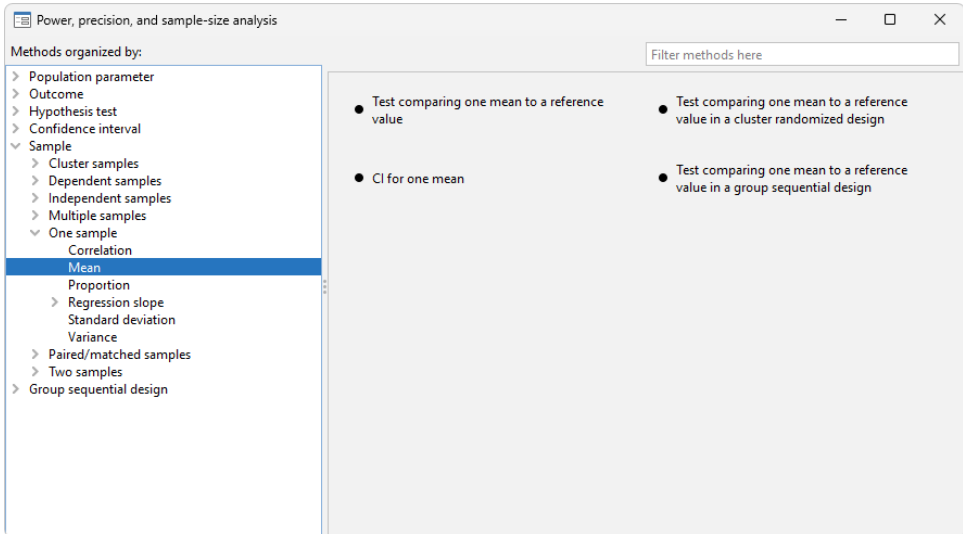 Power, precision, and sample-size analysis
Methods organized by:
Filter methods here
Population parameter
Outcome
Hypothesis test
Confidence interval
Sample
Cluster samples
Dependent samples
Independent samples
Multiple samples
One sample
Correlation
Mean
Proportion
Regression slope
Standard deviation
Variance
Paired/matched samples
Two samples
Group sequential design
Test comparing one mean to a reference
value
Test comparing one mean to a reference
value in a cluster randomized design
CI for one mean
Test comparing one mean to a reference
value in a group sequential design